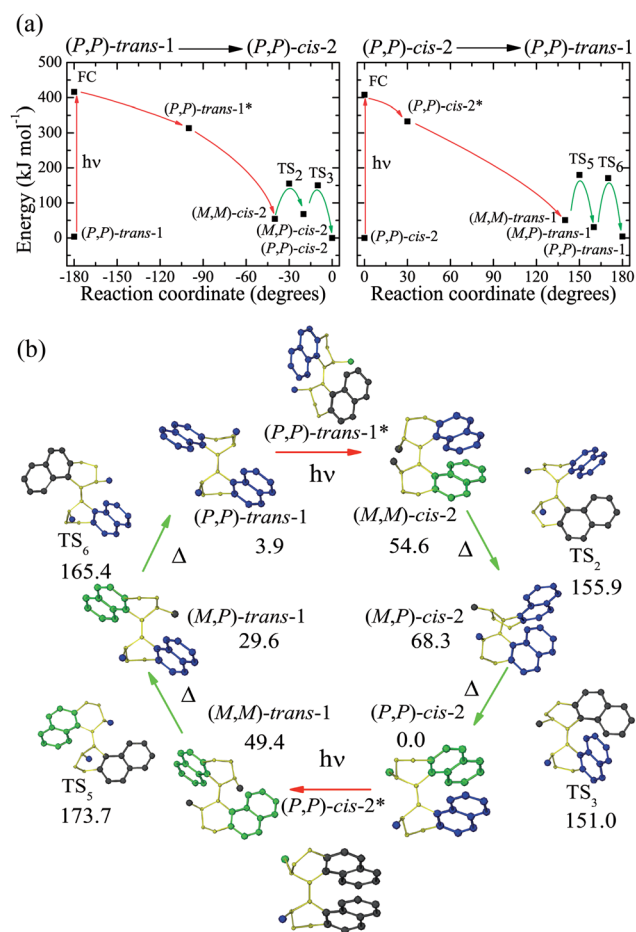 (a)
(P,P)-trans-1 → (P,P)-cis-2
(P,P)-cis-2 → (P,P)-trans-1
Energy (kJ mol⁻¹)
500
400
300
200
100
0
-100
FC
(P,P)-trans-1*
hν
TS₂ TS₃
(M,M)-cis-2
(M,P)-cis-2
(P,P)-trans-1
(P,P)-cis-2
-180 -150 -120 -90 -60 -30 0
Reaction coordinate (degrees)
FC
(P,P)-cis-2*
hν
TS₅ TS₆
(M,M)-trans-1
(M,P)-trans-1
(P,P)-cis-2
(P,P)-trans-1
0 30 60 90 120 150 180
Reaction coordinate (degrees)
(b)
(P,P)-trans-1*
hν
(P,P)-trans-1
3.9
(M,M)-cis-2
54.6
TS₆
165.4
Δ
Δ
TS₂
155.9
(M,P)-trans-1
29.6
(M,P)-cis-2
68.3
Δ
Δ
(M,M)-trans-1
49.4
(P,P)-cis-2
0.0
hν
(P,P)-cis-2*
TS₅
173.7
TS₃
151.0